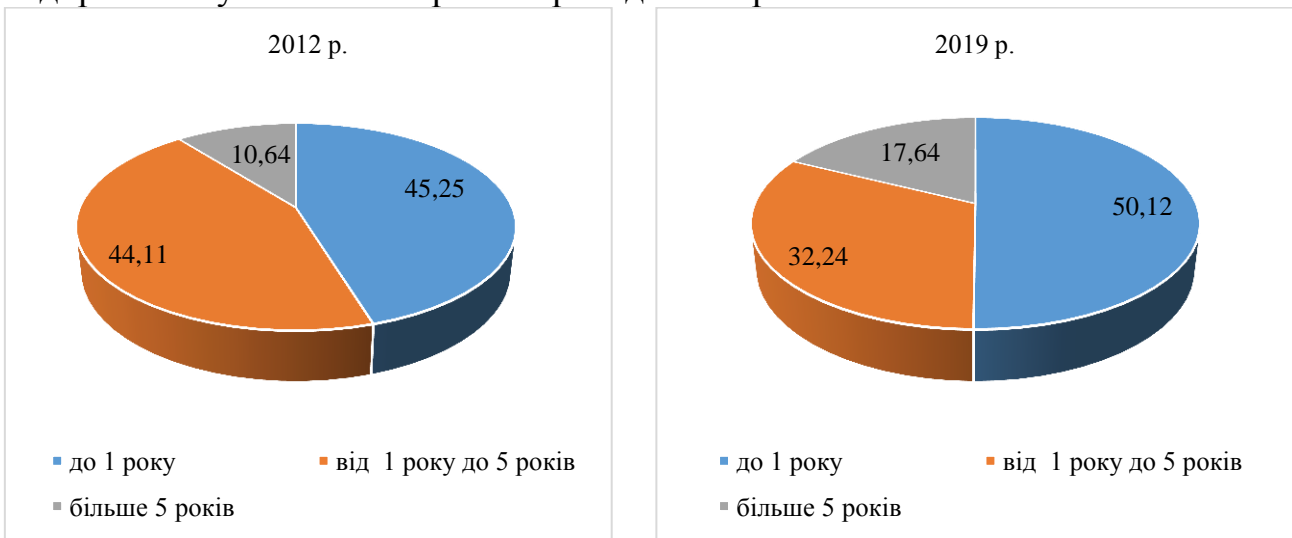 2012 р.
10,64
45,25
44,11
до 1 року
від 1 року до 5 років
більше 5 років
2019 р.
17,64
50,12
32,24
до 1 року
від 1 року до 5 років
більше 5 років